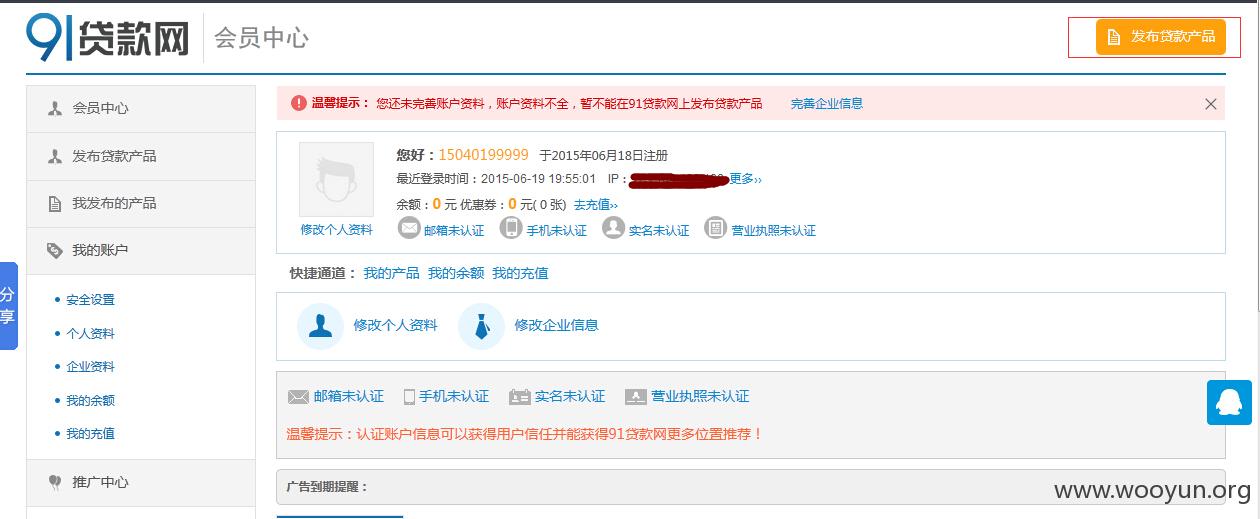 91贷款网 会员中心
发布贷款产品
会员中心
发布贷款产品
我发布的产品
我的账户
安全设置
个人资料
企业资料
我的余额
我的充值
推广中心
分享
温馨提示： 您还未完善账户资料，账户资料不全，暂不能在91贷款网上发布贷款产品 完善企业信息
您好：15040199999 于2015年06月18日注册
最近登录时间：2015-06-19 19:55:01 IP： 更多››
余额：0 元 优惠券：0 元( 0 张) 去充值››
修改个人资料 邮箱未认证 手机未认证 实名未认证 营业执照未认证
快捷通道： 我的产品 我的余额 我的充值
修改个人资料 修改企业信息
邮箱未认证 手机未认证 实名未认证 营业执照未认证
温馨提示：认证账户信息可以获得用户信任并能获得91贷款网更多位置推荐！
广告到期提醒：
www.wooyun.org